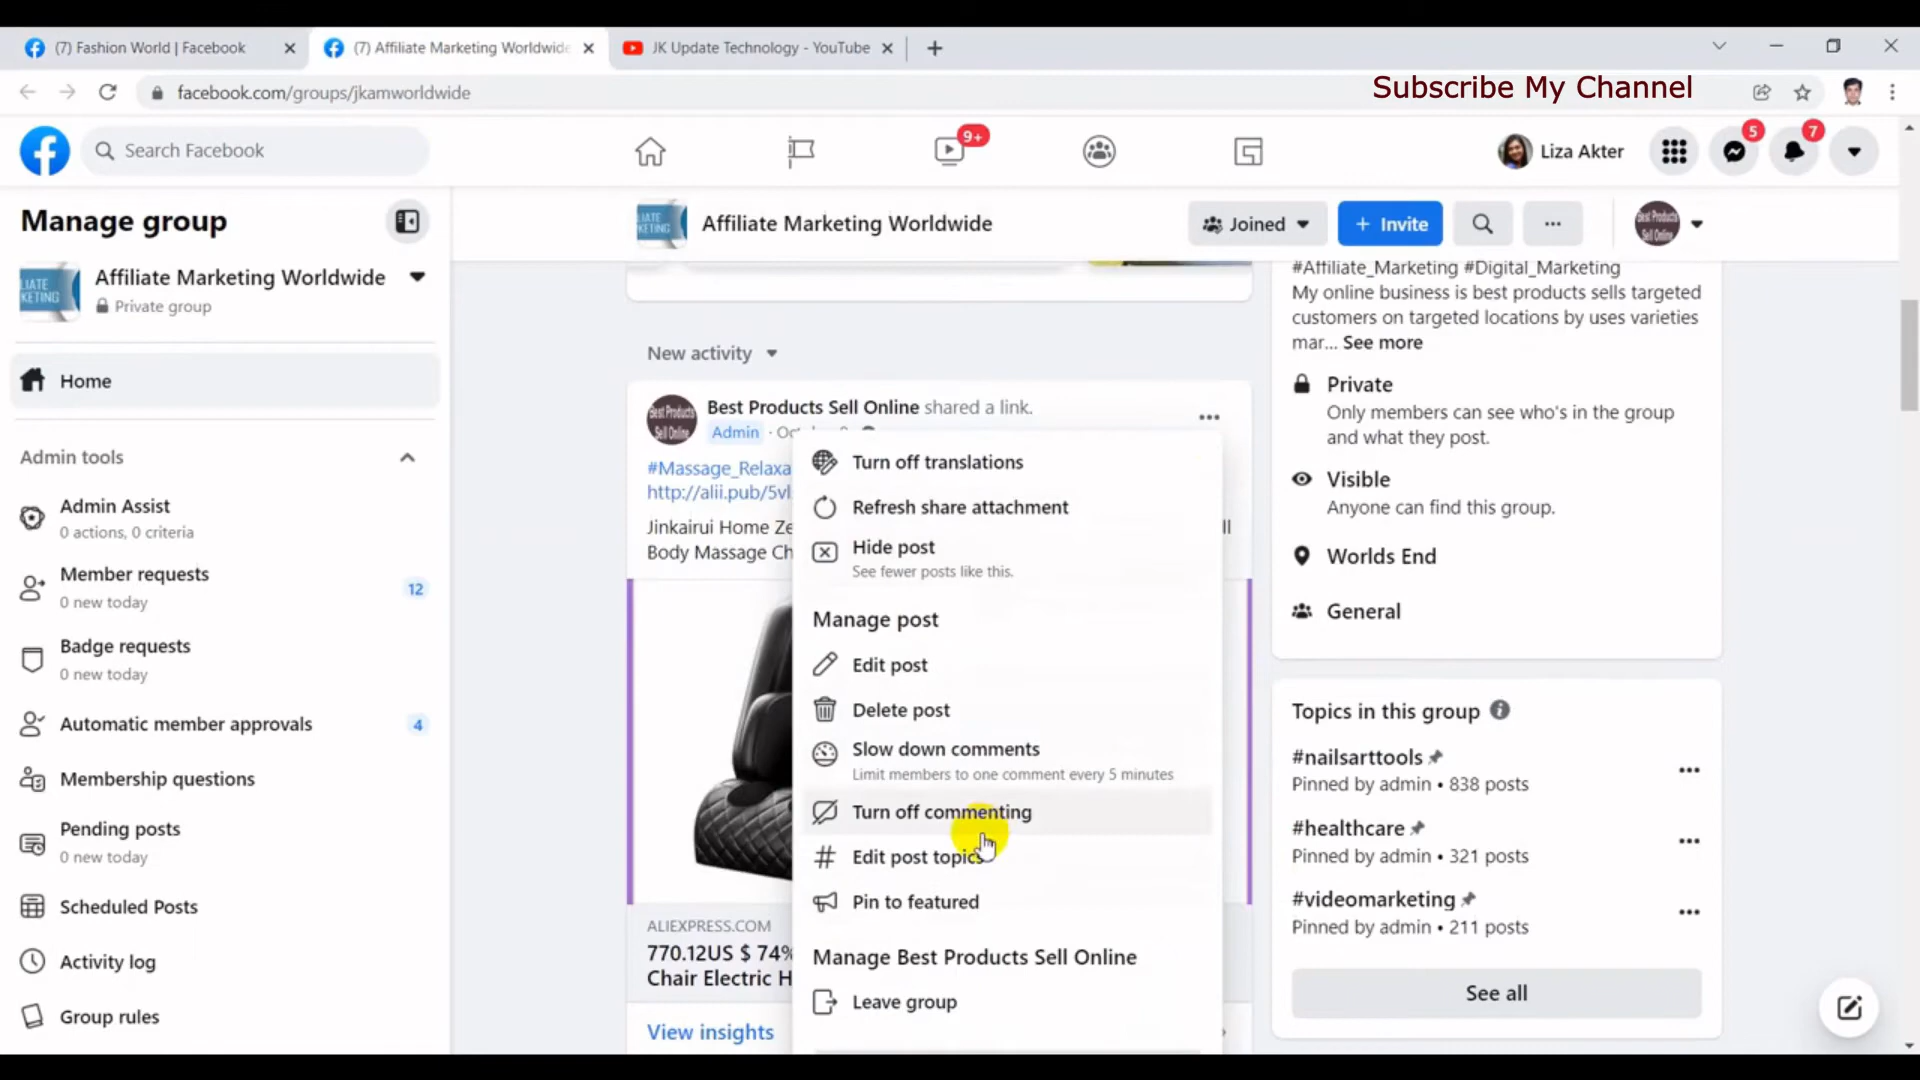 (7) Fashion World | Facebook
(7) Affiliate Marketing Worldwide
JK Update Technology - YouTube
facebook.com/groups/jkamworldwide
Subscribe My Channel
Search Facebook
9+
Liza Akter
5
7
Manage group
Affiliate Marketing Worldwide
Private group
Home
Admin tools
Admin Assist
0 actions, 0 criteria
Member requests
0 new today
12
Badge requests
0 new today
Automatic member approvals
4
Membership questions
Pending posts
0 new today
Scheduled Posts
Activity log
Group rules
Affiliate Marketing Worldwide
Joined
+ Invite
Best Products
Sell Online
New activity
Best Products
Sell Online
Best Products Sell Online shared a link.
Admin
#Massage_Relaxa
http://alii.pub/5vl
Jinkairui Home Ze
Body Massage Ch
ALIEXPRESS.COM
770.12US $ 74%
Chair Electric H
View insights
Turn off translations
Refresh share attachment
Hide post
See fewer posts like this.
Manage post
Edit post
Delete post
Slow down comments
Limit members to one comment every 5 minutes
Turn off commenting
Edit post topics
Pin to featured
Manage Best Products Sell Online
Leave group
#Affiliate_Marketing #Digital_Marketing
My online business is best products sells targeted
customers on targeted locations by uses varieties
mar... See more
Private
Only members can see who's in the group
and what they post.
Visible
Anyone can find this group.
Worlds End
General
Topics in this group
#nailsarttools
Pinned by admin • 838 posts
#healthcare
Pinned by admin • 321 posts
#videomarketing
Pinned by admin • 211 posts
See all